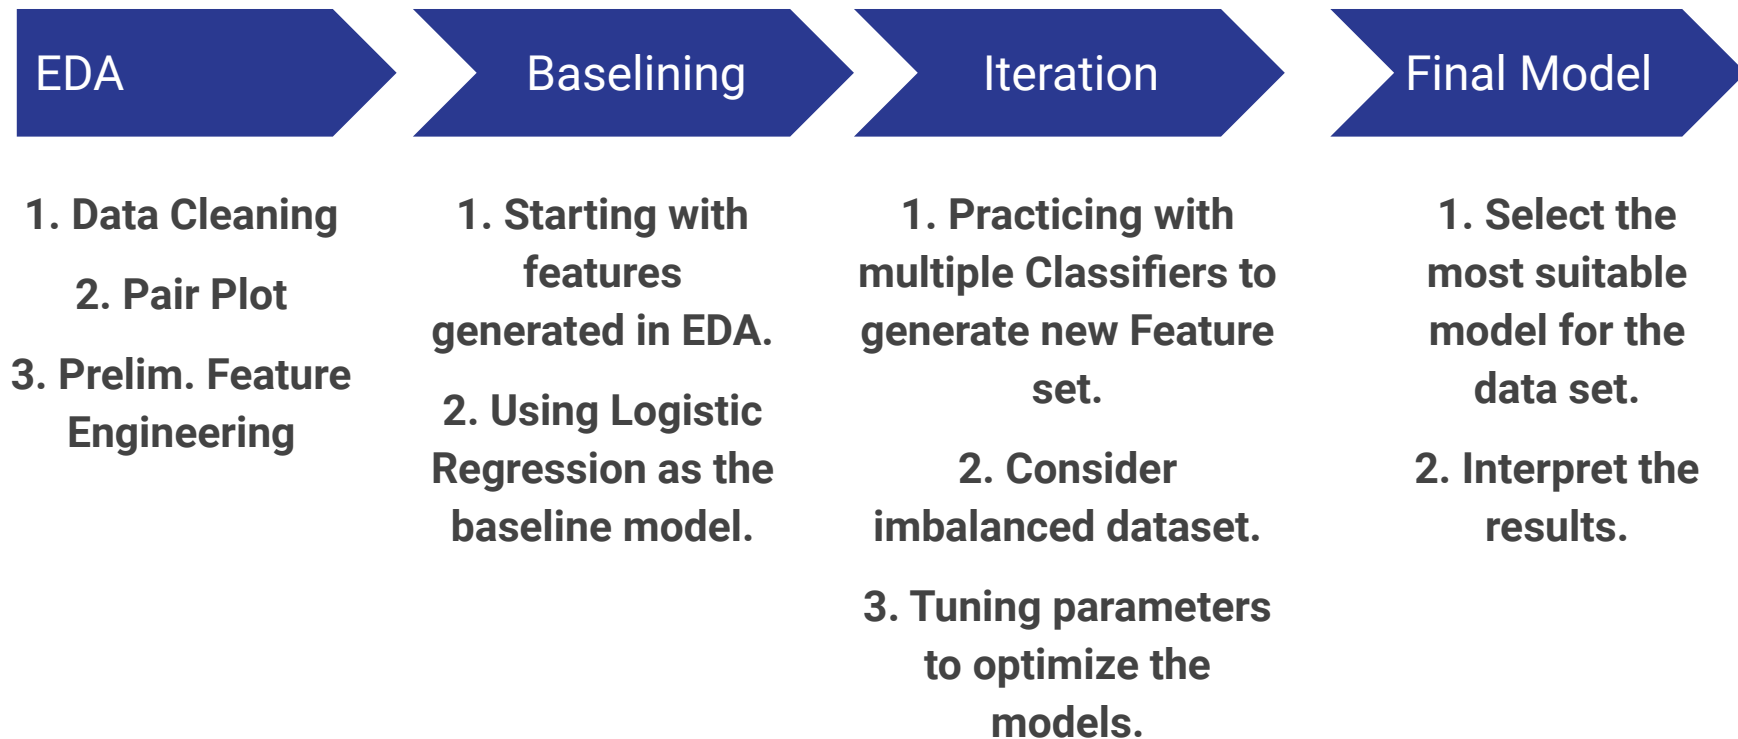 EDA
1. Data Cleaning
2. Pair Plot
3. Prelim. Feature
Engineering
Baselining
1. Starting with
features
generated in EDA.
2. Using Logistic
Regression as the
baseline model.
Iteration
1. Practicing with
multiple Classifiers to
generate new Feature
set.
2. Consider
imbalanced dataset.
3. Tuning parameters
to optimize the
models.
Final Model
1. Select the
most suitable
model for the
data set.
2. Interpret the
results.